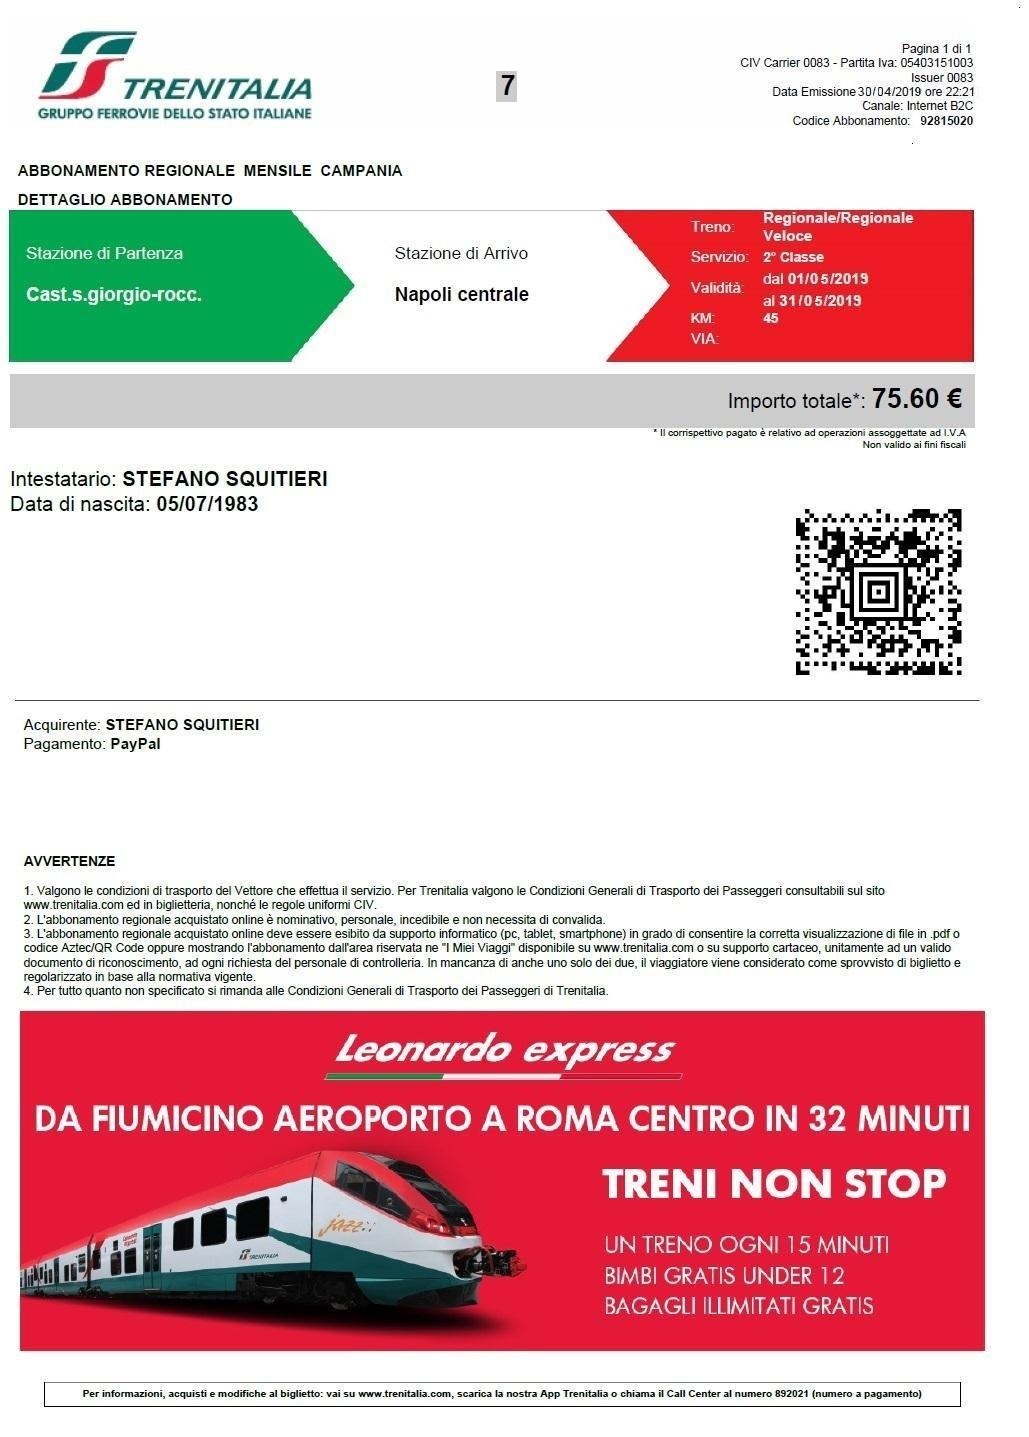 TRENITALIA
GRUPPO FERROVIE DELLO STATO ITALIANE
7
Pagina 1 di 1
CIV Carrier 0083 - Partita Iva: 05403151003
Issuer 0083
Data Emissione 30/04/2019 ore 22:21
Canale: Internet B2C
Codice Abbonamento: 92815020
ABBONAMENTO REGIONALE MENSILE CAMPANIA
DETTAGLIO ABBONAMENTO
Stazione di Partenza
Cast.s.giorgio-rocc.
Stazione di Arrivo
Napoli centrale
Treno: Regionale/Regionale
Veloce
Servizio: 2° Classe
Validità: dal 01/05/2019
al 31/05/2019
KM: 45
VIA:
Importo totale*: 75.60 €
* Il corrispettivo pagato è relativo ad operazioni assoggettate ad I.V.A
Non valido ai fini fiscali
Intestatario: STEFANO SQUITIERI
Data di nascita: 05/07/1983
Acquirente: STEFANO SQUITIERI
Pagamento: PayPal
AVVERTENZE
1. Valgono le condizioni di trasporto del Vettore che effettua il servizio. Per Trenitalia valgono le Condizioni Generali di Trasporto dei Passeggeri consultabili sul sito
www.trenitalia.com ed in biglietteria, nonché le regole uniformi CIV.
2. L'abbonamento regionale acquistato online è nominativo, personale, incedibile e non necessita di convalida.
3. L'abbonamento regionale acquistato online deve essere esibito da supporto informatico (pc, tablet, smartphone) in grado di consentire la corretta visualizzazione di file in .pdf o
codice Aztec/QR Code oppure mostrando l'abbonamento dall'area riservata ne "I Miei Viaggi" disponibile su www.trenitalia.com o su supporto cartaceo, unitamente ad un valido
documento di riconoscimento, ad ogni richiesta del personale di controlleria. In mancanza di anche uno solo dei due, il viaggiatore viene considerato come sprovvisto di biglietto e
regolarizzato in base alla normativa vigente.
4. Per tutto quanto non specificato si rimanda alle Condizioni Generali di Trasporto dei Passeggeri di Trenitalia.
Leonardo express
DA FIUMICINO AEROPORTO A ROMA CENTRO IN 32 MINUTI
TRENI NON STOP
jazz
TRENITALIA
UN TRENO OGNI 15 MINUTI
BIMBI GRATIS UNDER 12
BAGAGLI ILLIMITATI GRATIS
Per informazioni, acquisti e modifiche al biglietto: vai su www.trenitalia.com, scarica la nostra App Trenitalia o chiama il Call Center al numero 892021 (numero a pagamento)